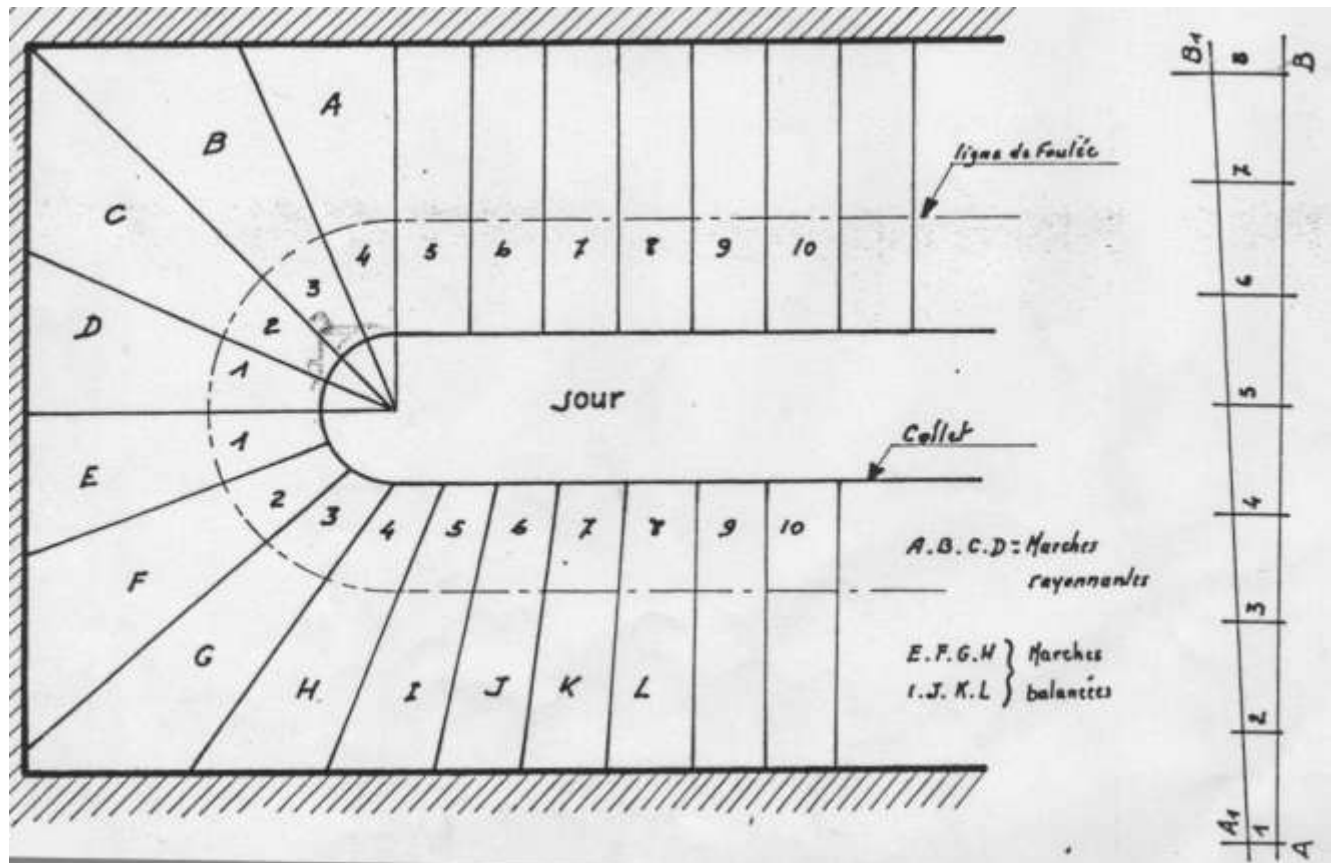 A
B
C
D
E
F
G
H
I
J
K
L
4
5
6
7
8
9
10
3
2
1
1
2
3
4
5
6
7
8
9
10
ligne de Foulée
Jour
Collet
A.B.C.D = Marches
rayonnantes
E.F.G.H } Marches
I.J.K.L } balancées
B1
8
B
7
6
5
4
3
2
A1
1
A